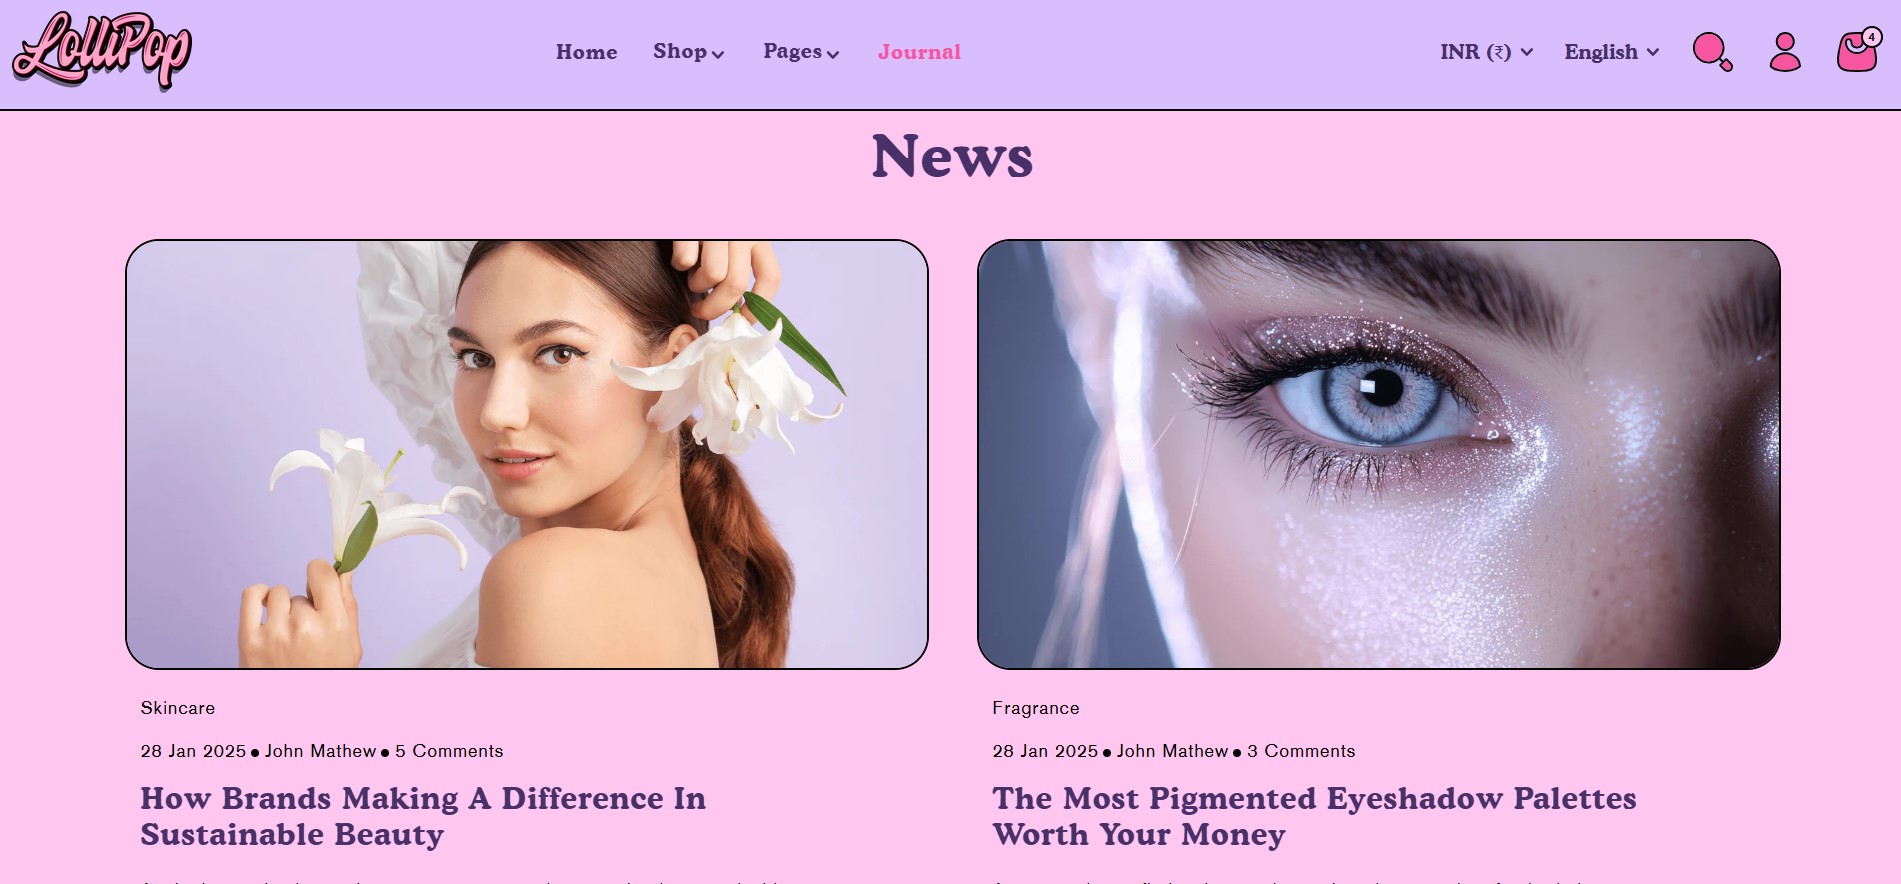 LolliPop
Home Shop Pages Journal INR (₹) English 4
News
Skincare
28 Jan 2025 ● John Mathew ● 5 Comments
How Brands Making A Difference In
Sustainable Beauty
Fragrance
28 Jan 2025 ● John Mathew ● 3 Comments
The Most Pigmented Eyeshadow Palettes
Worth Your Money